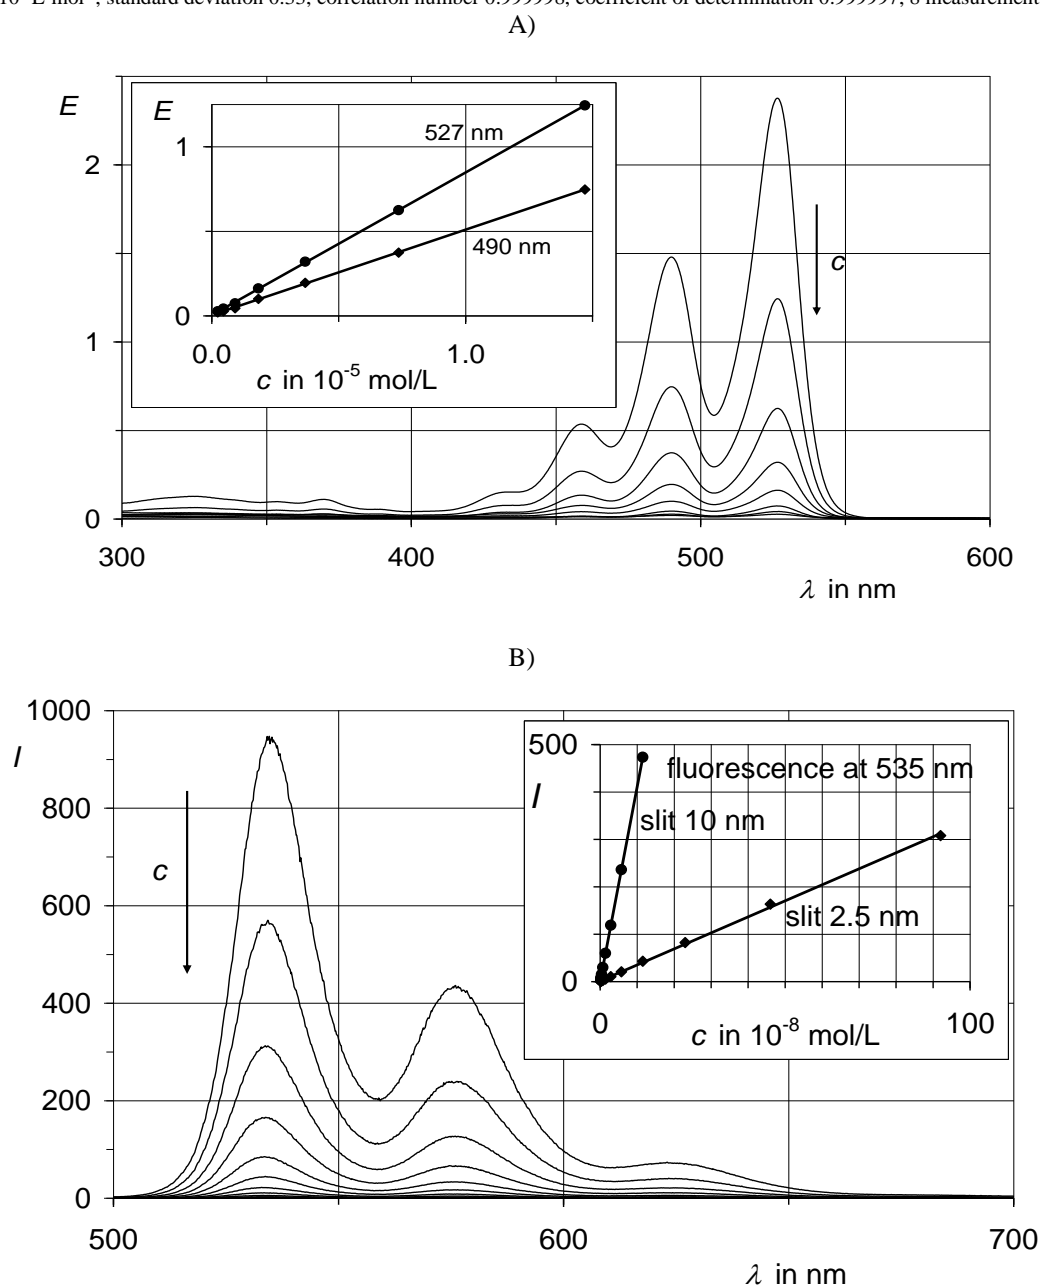 10 L mol , standard deviation 0.33, correlation number 0.999998, coefficient of determination 0.999997, 8 measurement
A)
E
2
1
0
E
1
0
527 nm
490 nm
0.0 1.0
c in 10⁻⁵ mol/L
c
300 400 500 600
λ in nm
B)
I
1000
800
600
400
200
0
c
500
I
0
fluorescence at 535 nm
slit 10 nm
slit 2.5 nm
0 100
c in 10⁻⁸ mol/L
500 600 700
λ in nm